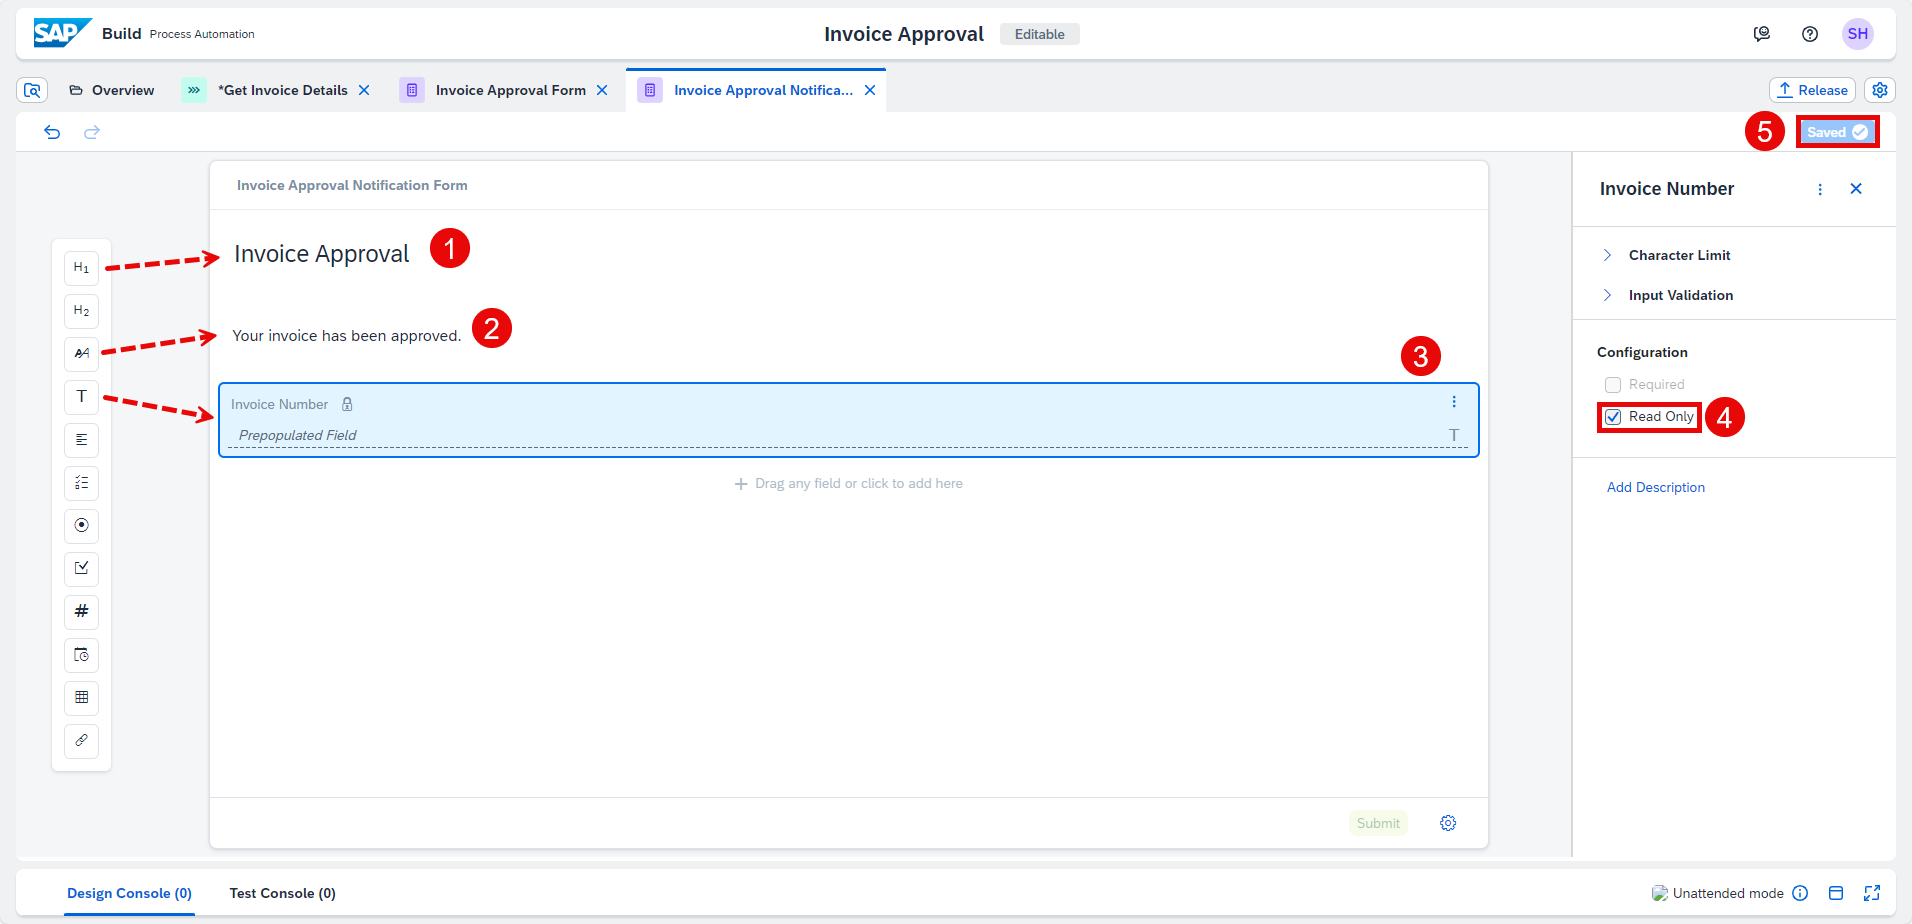 SAP Build Process Automation
Invoice Approval Editable
SH
Overview
*Get Invoice Details
Invoice Approval Form
Invoice Approval Notifica...
Release
5
Saved
Invoice Approval Notification Form
Invoice Number
H1
Invoice Approval
1
Character Limit
Input Validation
H2
Your invoice has been approved.
2
AA
3
Configuration
Required
T
Invoice Number
Read Only
4
Prepopulated Field
T
Drag any field or click to add here
Add Description
#
Submit
Design Console (0)
Test Console (0)
Unattended mode